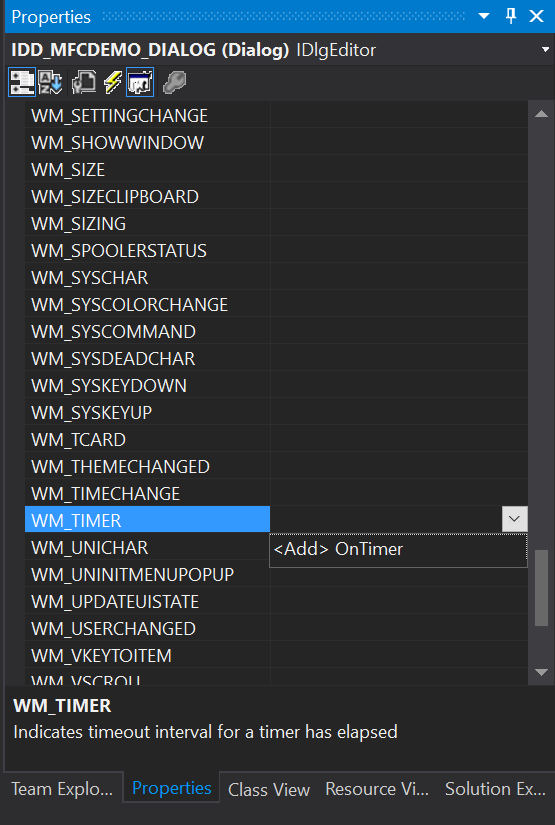 Properties
IDD_MFCDEMO_DIALOG (Dialog) IDlgEditor
WM_SETTINGCHANGE
WM_SHOWWINDOW
WM_SIZE
WM_SIZECLIPBOARD
WM_SIZING
WM_SPOOLERSTATUS
WM_SYSCHAR
WM_SYSCOLORCHANGE
WM_SYSCOMMAND
WM_SYSDEADCHAR
WM_SYSKEYDOWN
WM_SYSKEYUP
WM_TCARD
WM_THEMECHANGED
WM_TIMECHANGE
WM_TIMER
WM_UNICHAR <Add> OnTimer
WM_UNINITMENUPOPUP
WM_UPDATEUISTATE
WM_USERCHANGED
WM_VKEYTOITEM
WM_VSCROLL
WM_TIMER
Indicates timeout interval for a timer has elapsed
Team Explo... Properties Class View Resource Vi... Solution Ex...